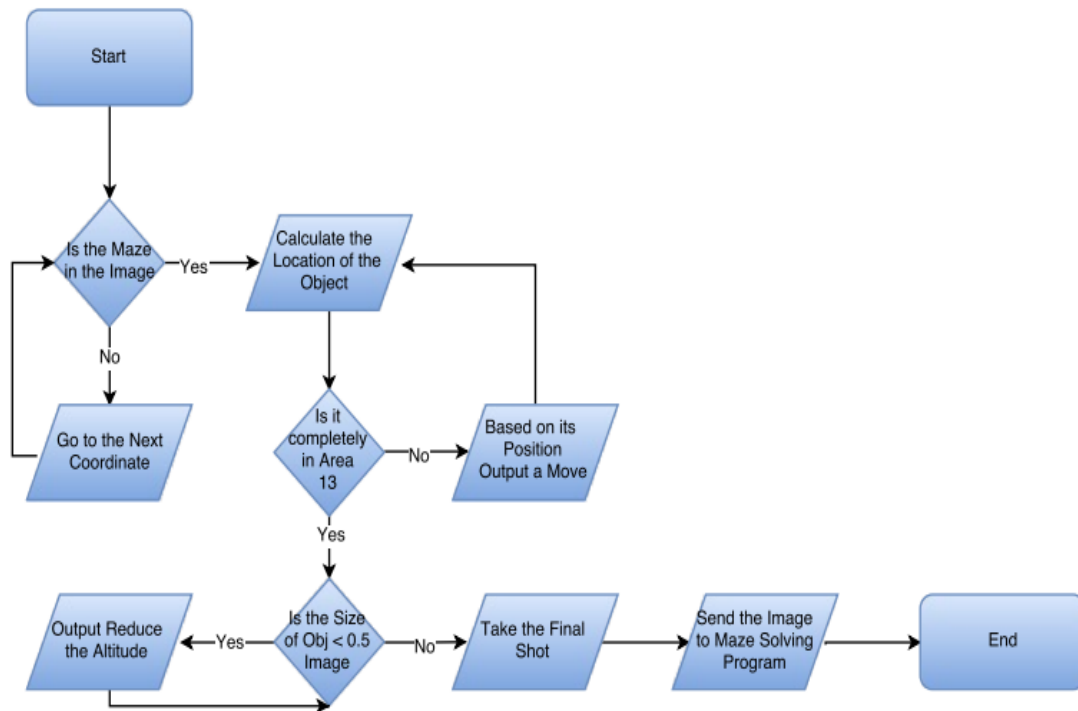 Start
Is the Maze
in the Image
Yes
Calculate the
Location of the
Object
No
Go to the Next
Coordinate
Is it
completely
in Area
13
No
Based on its
Position
Output a Move
Yes
Is the Size
of Obj < 0.5
Image
Yes
Output Reduce
the Altitude
No
Take the Final
Shot
Send the Image
to Maze Solving
Program
End